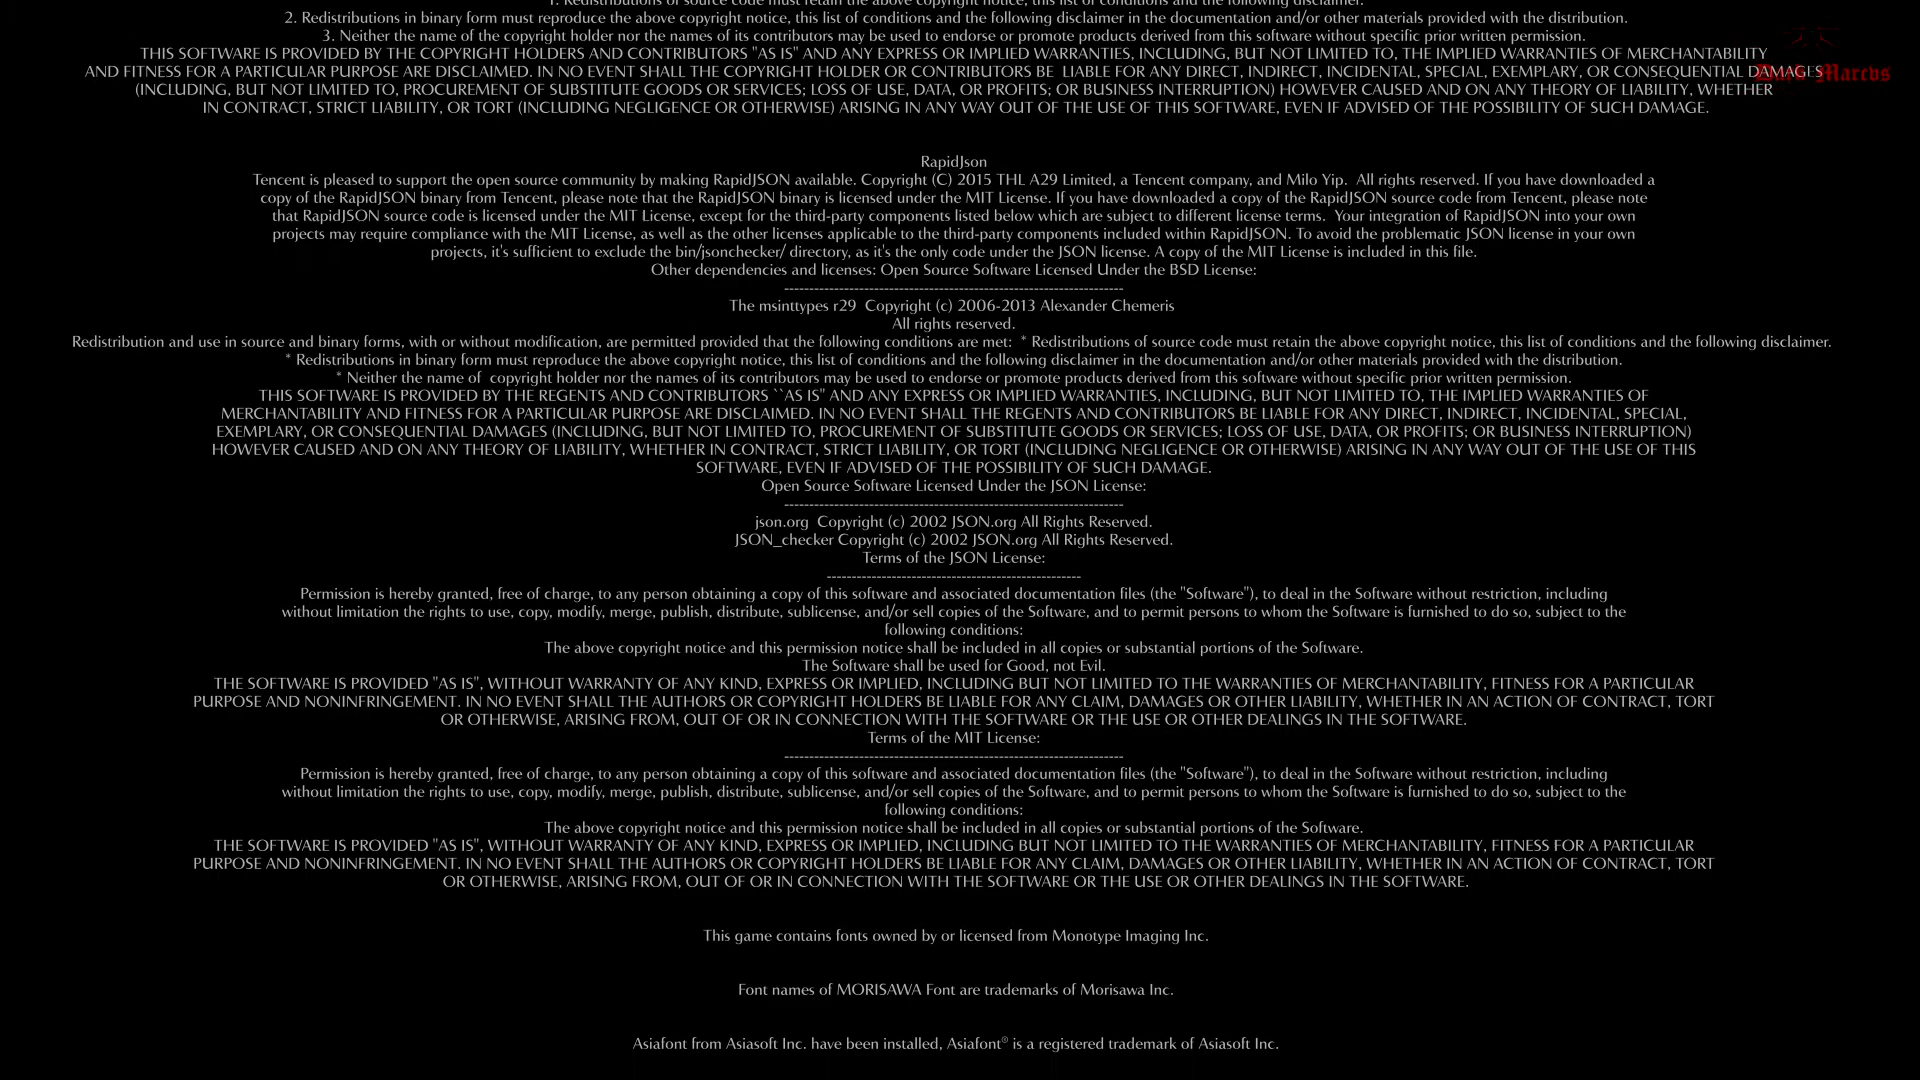 1. Redistributions of source code must retain the above copyright notice, this list of conditions and the following disclaimer.
2. Redistributions in binary form must reproduce the above copyright notice, this list of conditions and the following disclaimer in the documentation and/or other materials provided with the distribution.
3. Neither the name of the copyright holder nor the names of its contributors may be used to endorse or promote products derived from this software without specific prior written permission.
THIS SOFTWARE IS PROVIDED BY THE COPYRIGHT HOLDERS AND CONTRIBUTORS "AS IS" AND ANY EXPRESS OR IMPLIED WARRANTIES, INCLUDING, BUT NOT LIMITED TO, THE IMPLIED WARRANTIES OF MERCHANTABILITY
AND FITNESS FOR A PARTICULAR PURPOSE ARE DISCLAIMED. IN NO EVENT SHALL THE COPYRIGHT HOLDER OR CONTRIBUTORS BE  LIABLE FOR ANY DIRECT, INDIRECT, INCIDENTAL, SPECIAL, EXEMPLARY, OR CONSEQUENTIAL DAMAGES
Dark Marcvs
(INCLUDING, BUT NOT LIMITED TO, PROCUREMENT OF SUBSTITUTE GOODS OR SERVICES; LOSS OF USE, DATA, OR PROFITS; OR BUSINESS INTERRUPTION) HOWEVER CAUSED AND ON ANY THEORY OF LIABILITY, WHETHER
IN CONTRACT, STRICT LIABILITY, OR TORT (INCLUDING NEGLIGENCE OR OTHERWISE) ARISING IN ANY WAY OUT OF THE USE OF THIS SOFTWARE, EVEN IF ADVISED OF THE POSSIBILITY OF SUCH DAMAGE.
RapidJson
Tencent is pleased to support the open source community by making RapidJSON available. Copyright (C) 2015 THL A29 Limited, a Tencent company, and Milo Yip.  All rights reserved. If you have downloaded a
copy of the RapidJSON binary from Tencent, please note that the RapidJSON binary is licensed under the MIT License. If you have downloaded a copy of the RapidJSON source code from Tencent, please note
that RapidJSON source code is licensed under the MIT License, except for the third-party components listed below which are subject to different license terms.  Your integration of RapidJSON into your own
projects may require compliance with the MIT License, as well as the other licenses applicable to the third-party components included within RapidJSON. To avoid the problematic JSON license in your own
projects, it's sufficient to exclude the bin/jsonchecker/ directory, as it's the only code under the JSON license. A copy of the MIT License is included in this file.
Other dependencies and licenses: Open Source Software Licensed Under the BSD License:
--------------------------------------------------------------------
The msinttypes r29  Copyright (c) 2006-2013 Alexander Chemeris
All rights reserved.
Redistribution and use in source and binary forms, with or without modification, are permitted provided that the following conditions are met:  * Redistributions of source code must retain the above copyright notice, this list of conditions and the following disclaimer.
* Redistributions in binary form must reproduce the above copyright notice, this list of conditions and the following disclaimer in the documentation and/or other materials provided with the distribution.
* Neither the name of  copyright holder nor the names of its contributors may be used to endorse or promote products derived from this software without specific prior written permission.
THIS SOFTWARE IS PROVIDED BY THE REGENTS AND CONTRIBUTORS ``AS IS" AND ANY EXPRESS OR IMPLIED WARRANTIES, INCLUDING, BUT NOT LIMITED TO, THE IMPLIED WARRANTIES OF
MERCHANTABILITY AND FITNESS FOR A PARTICULAR PURPOSE ARE DISCLAIMED. IN NO EVENT SHALL THE REGENTS AND CONTRIBUTORS BE LIABLE FOR ANY DIRECT, INDIRECT, INCIDENTAL, SPECIAL,
EXEMPLARY, OR CONSEQUENTIAL DAMAGES (INCLUDING, BUT NOT LIMITED TO, PROCUREMENT OF SUBSTITUTE GOODS OR SERVICES; LOSS OF USE, DATA, OR PROFITS; OR BUSINESS INTERRUPTION)
HOWEVER CAUSED AND ON ANY THEORY OF LIABILITY, WHETHER IN CONTRACT, STRICT LIABILITY, OR TORT (INCLUDING NEGLIGENCE OR OTHERWISE) ARISING IN ANY WAY OUT OF THE USE OF THIS
SOFTWARE, EVEN IF ADVISED OF THE POSSIBILITY OF SUCH DAMAGE.
Open Source Software Licensed Under the JSON License:
--------------------------------------------------------------------
json.org  Copyright (c) 2002 JSON.org All Rights Reserved.
JSON_checker Copyright (c) 2002 JSON.org All Rights Reserved.
Terms of the JSON License:
---------------------------------------------------
Permission is hereby granted, free of charge, to any person obtaining a copy of this software and associated documentation files (the "Software"), to deal in the Software without restriction, including
without limitation the rights to use, copy, modify, merge, publish, distribute, sublicense, and/or sell copies of the Software, and to permit persons to whom the Software is furnished to do so, subject to the
following conditions:
The above copyright notice and this permission notice shall be included in all copies or substantial portions of the Software.
The Software shall be used for Good, not Evil.
THE SOFTWARE IS PROVIDED "AS IS", WITHOUT WARRANTY OF ANY KIND, EXPRESS OR IMPLIED, INCLUDING BUT NOT LIMITED TO THE WARRANTIES OF MERCHANTABILITY, FITNESS FOR A PARTICULAR
PURPOSE AND NONINFRINGEMENT. IN NO EVENT SHALL THE AUTHORS OR COPYRIGHT HOLDERS BE LIABLE FOR ANY CLAIM, DAMAGES OR OTHER LIABILITY, WHETHER IN AN ACTION OF CONTRACT, TORT
OR OTHERWISE, ARISING FROM, OUT OF OR IN CONNECTION WITH THE SOFTWARE OR THE USE OR OTHER DEALINGS IN THE SOFTWARE.
Terms of the MIT License:
--------------------------------------------------------------------
Permission is hereby granted, free of charge, to any person obtaining a copy of this software and associated documentation files (the "Software"), to deal in the Software without restriction, including
without limitation the rights to use, copy, modify, merge, publish, distribute, sublicense, and/or sell copies of the Software, and to permit persons to whom the Software is furnished to do so, subject to the
following conditions:
The above copyright notice and this permission notice shall be included in all copies or substantial portions of the Software.
THE SOFTWARE IS PROVIDED "AS IS", WITHOUT WARRANTY OF ANY KIND, EXPRESS OR IMPLIED, INCLUDING BUT NOT LIMITED TO THE WARRANTIES OF MERCHANTABILITY, FITNESS FOR A PARTICULAR
PURPOSE AND NONINFRINGEMENT. IN NO EVENT SHALL THE AUTHORS OR COPYRIGHT HOLDERS BE LIABLE FOR ANY CLAIM, DAMAGES OR OTHER LIABILITY, WHETHER IN AN ACTION OF CONTRACT, TORT
OR OTHERWISE, ARISING FROM, OUT OF OR IN CONNECTION WITH THE SOFTWARE OR THE USE OR OTHER DEALINGS IN THE SOFTWARE.
This game contains fonts owned by or licensed from Monotype Imaging Inc.
Font names of MORISAWA Font are trademarks of Morisawa Inc.
Asiafont from Asiasoft Inc. have been installed, Asiafont® is a registered trademark of Asiasoft Inc.